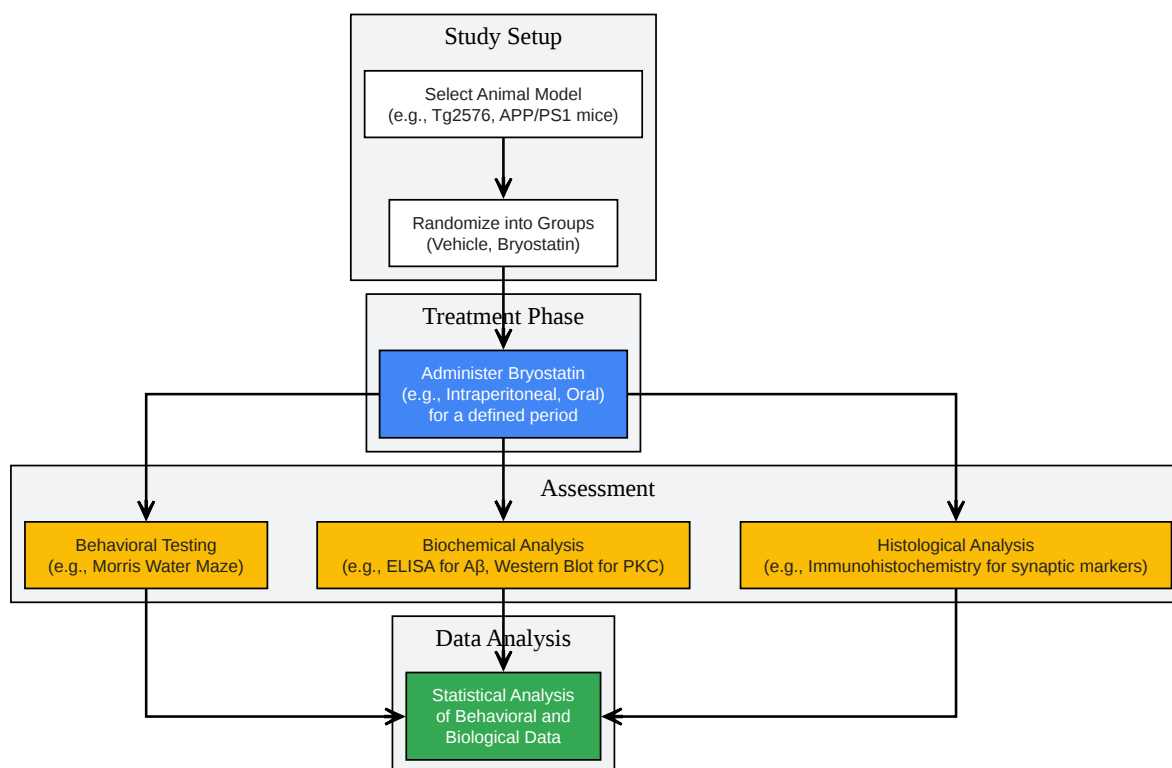 Study Setup
Select Animal Model
(e.g., Tg2576, APP/PS1 mice)
Randomize into Groups
(Vehicle, Bryostatin)
Treatment Phase
Administer Bryostatin
(e.g., Intraperitoneal, Oral)
for a defined period
Assessment
Behavioral Testing
(e.g., Morris Water Maze)
Biochemical Analysis
(e.g., ELISA for Aβ, Western Blot for PKC)
Histological Analysis
(e.g., Immunohistochemistry for synaptic markers)
Data Analysis
Statistical Analysis
of Behavioral and
Biological Data